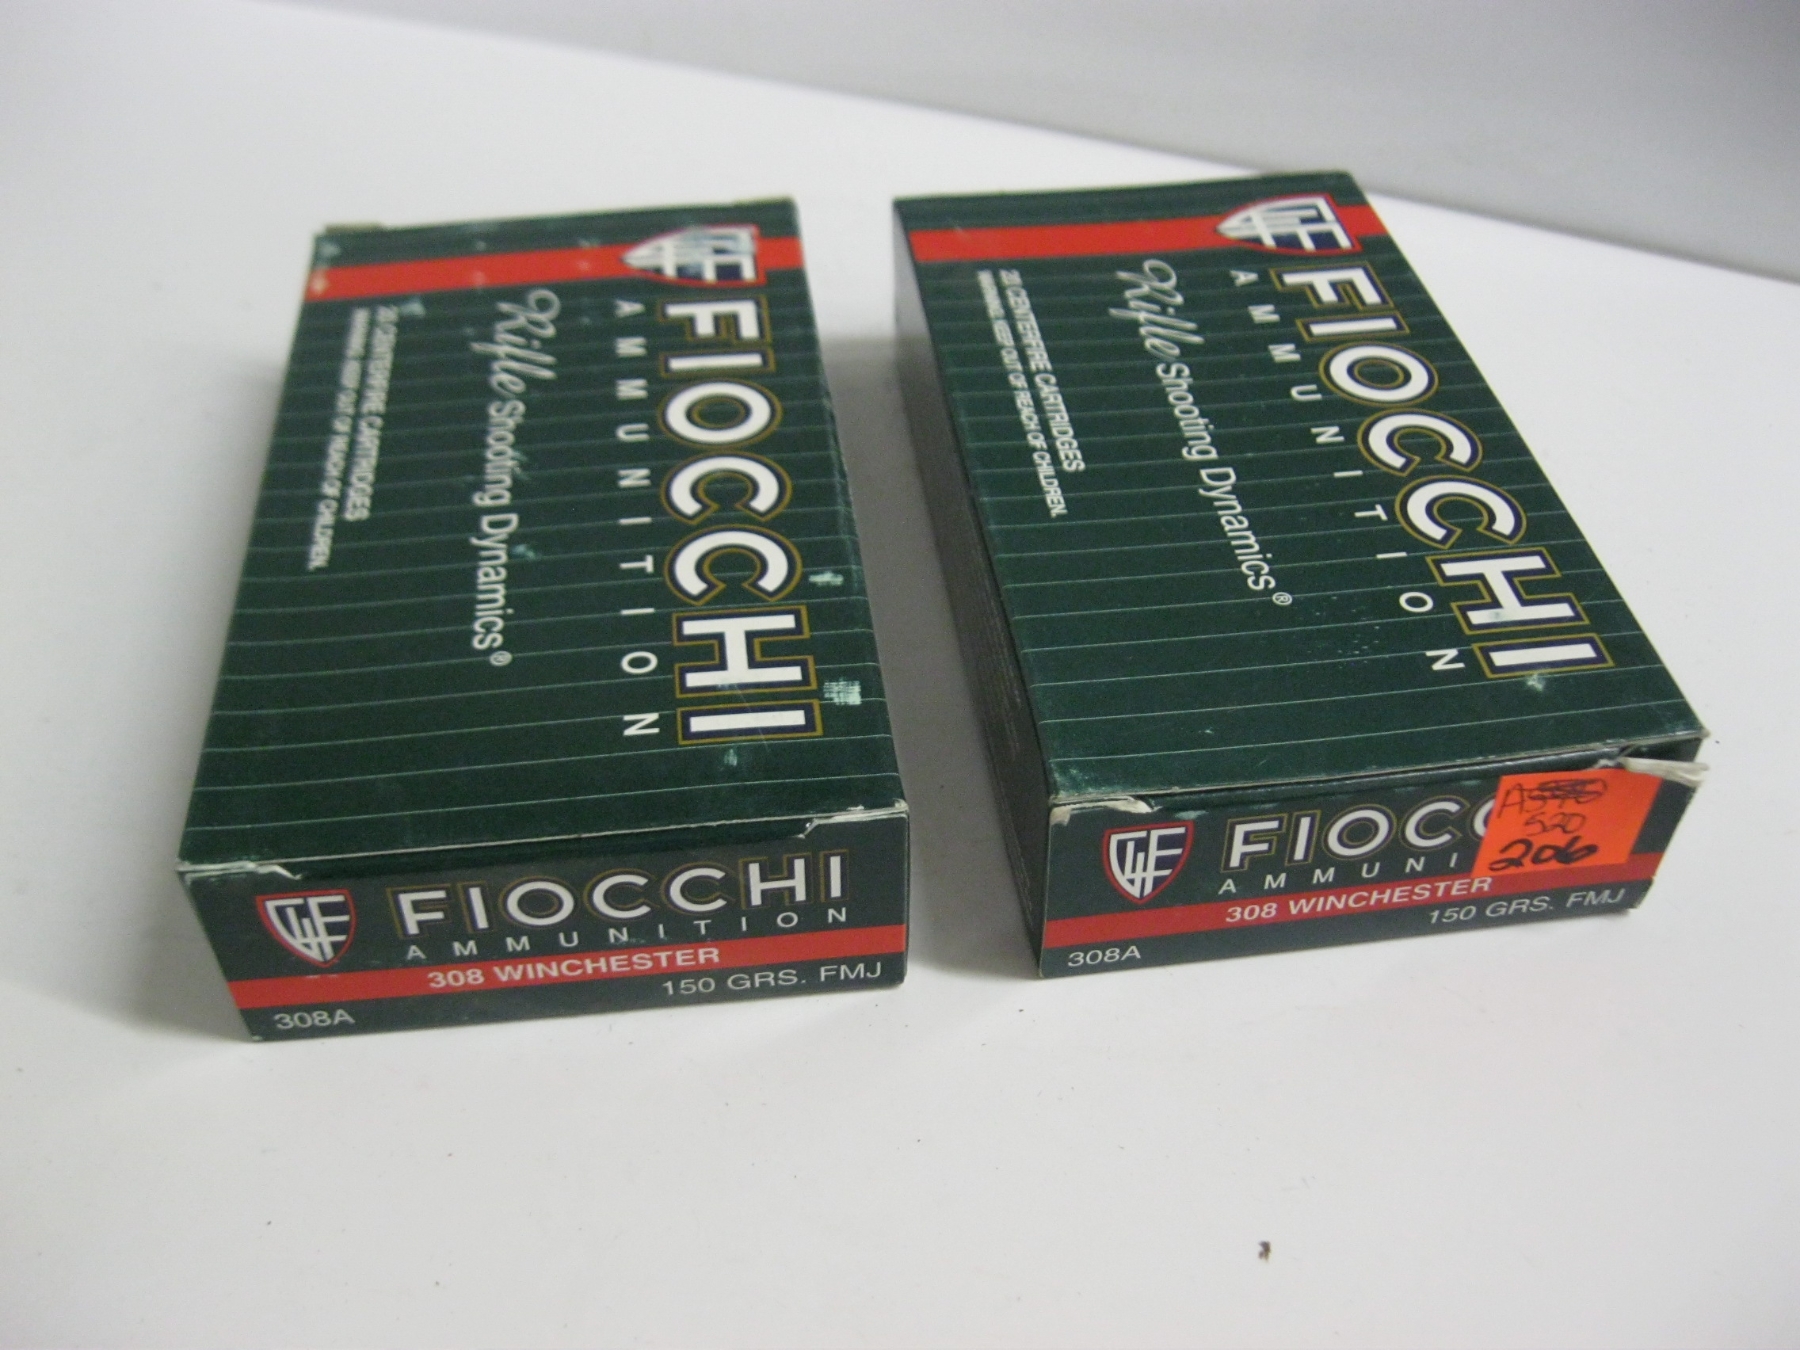 FIOCCHI
AMMUNITION
Rifle Shooting Dynamics®
20 CENTERFIRE CARTRIDGES
WARNING: KEEP OUT OF REACH OF CHILDREN.
FIOCCHI
AMMUNITION
308 WINCHESTER
150 GRS. FMJ
308A
FIOCCHI
AMMUNITION
Rifle Shooting Dynamics®
20 CENTERFIRE CARTRIDGES
WARNING: KEEP OUT OF REACH OF CHILDREN.
FIOCC
AMMUNI
520
206
308 WINCHESTER
150 GRS. FMJ
308A